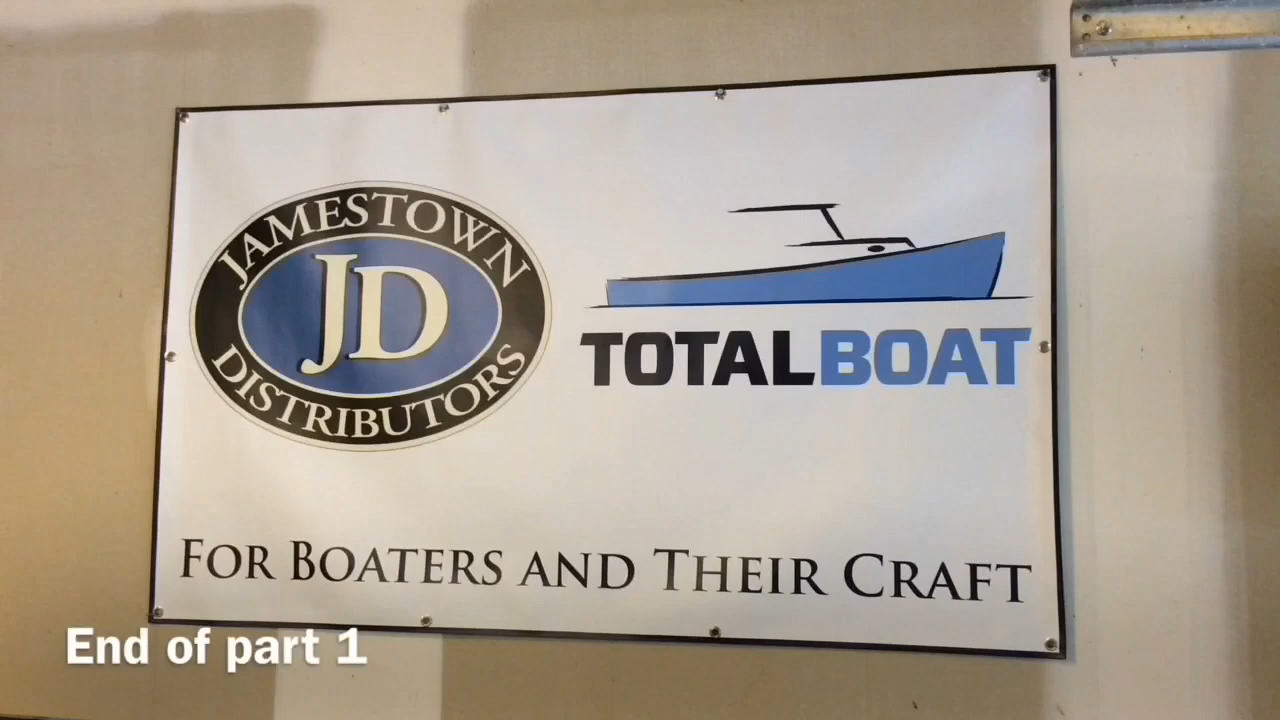 JAMESTOWN
JD
DISTRIBUTORS
TOTALBOAT
FOR BOATERS AND THEIR CRAFT
End of part 1